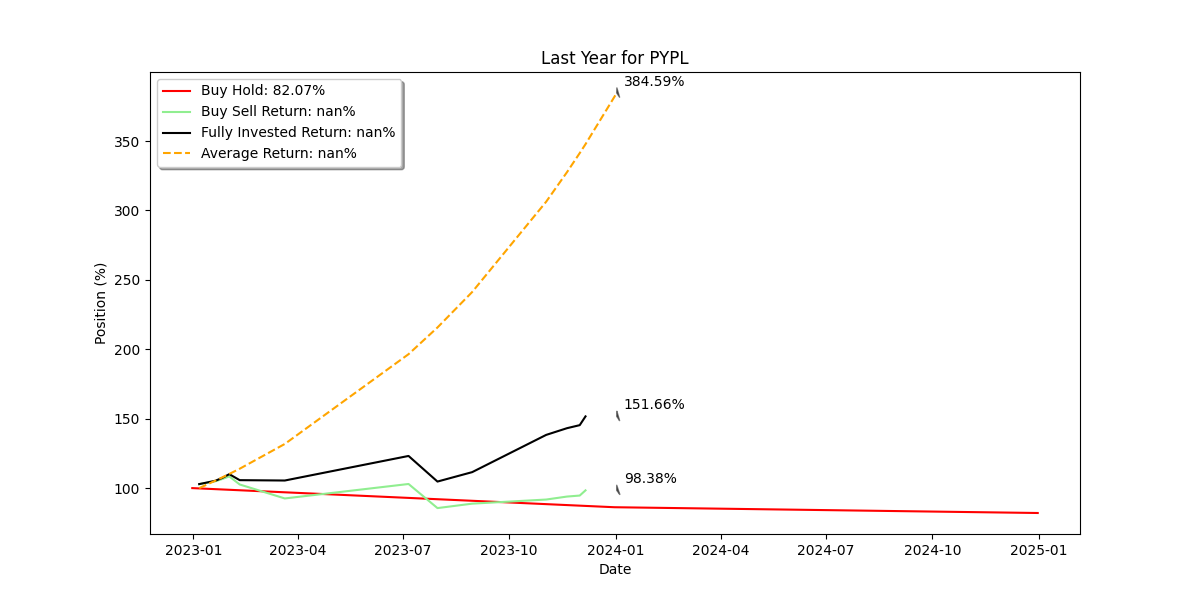 Last Year for PYPL
Buy Hold: 82.07%
Buy Sell Return: nan%
Fully Invested Return: nan%
Average Return: nan%
384.59%
151.66%
98.38%
350
300
250
200
150
100
Position (%)
2023-01 2023-04 2023-07 2023-10 2024-01 2024-04 2024-07 2024-10 2025-01
Date